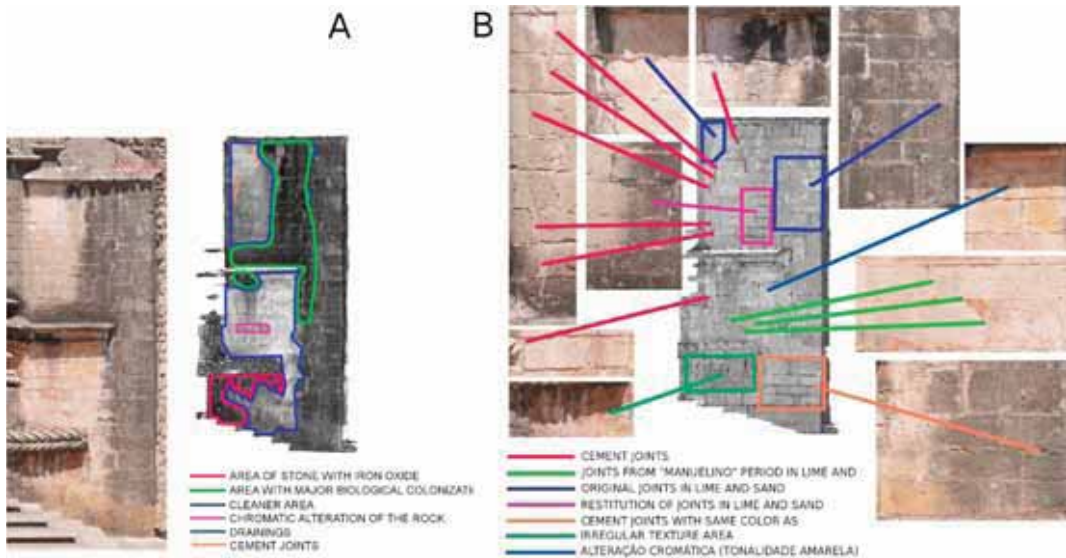 A
B
AREA OF STONE WITH IRON OXIDE
AREA WITH MAJOR BIOLOGICAL COLONIZATI
CLEANER AREA
CHROMATIC ALTERATION OF THE ROCK
DRAININGS
CEMENT JOINTS
CEMENT JOINTS
JOINTS FROM "MANUELINO" PERIOD IN LIME AND
ORIGINAL JOINTS IN LIME AND SAND
RESTITUTION OF JOINTS IN LIME AND SAND
CEMENT JOINTS WITH SAME COLOR AS
IRREGULAR TEXTURE AREA
ALTERAÇÃO CROMÁTICA (TONALIDADE AMARELA)